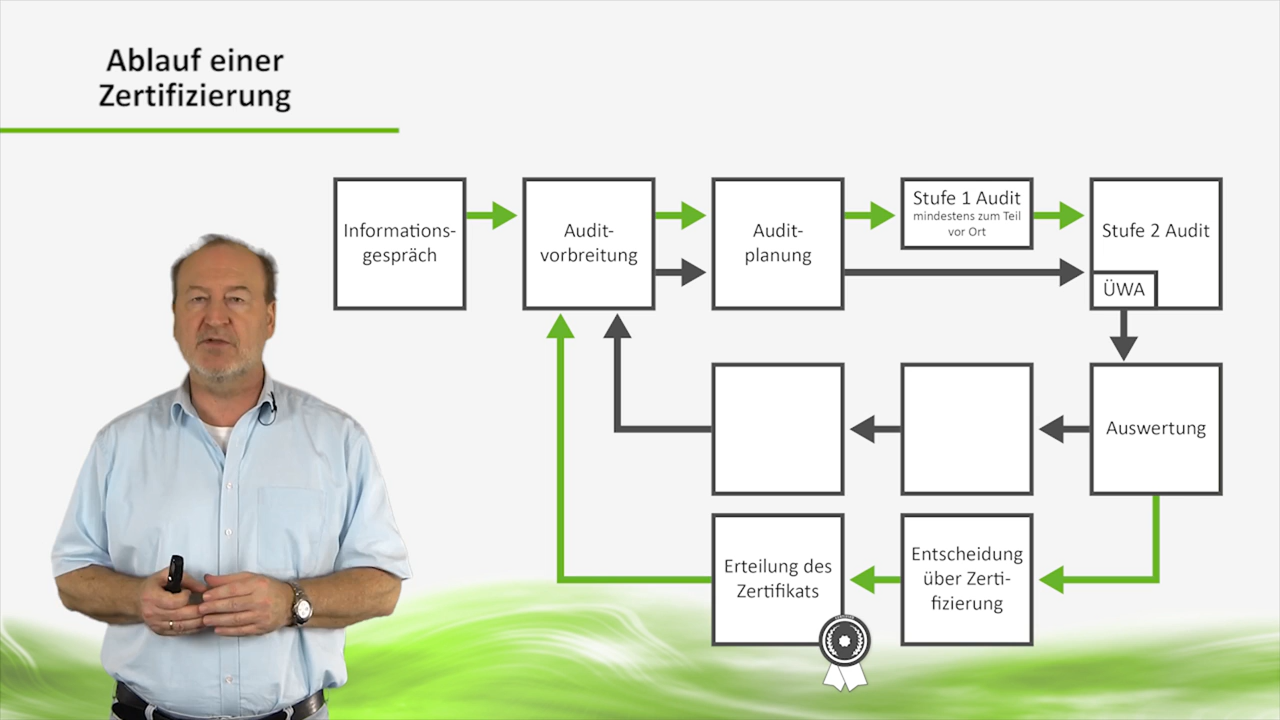 Ablauf einer
Zertifizierung
Informations-
gespräch
Audit-
vorbreitung
Audit-
planung
Stufe 1 Audit
mindestens zum Teil
vor Ort
Stufe 2 Audit
ÜWA
Auswertung
Erteilung des
Zertifikats
Entscheidung
über Zerti-
fizierung